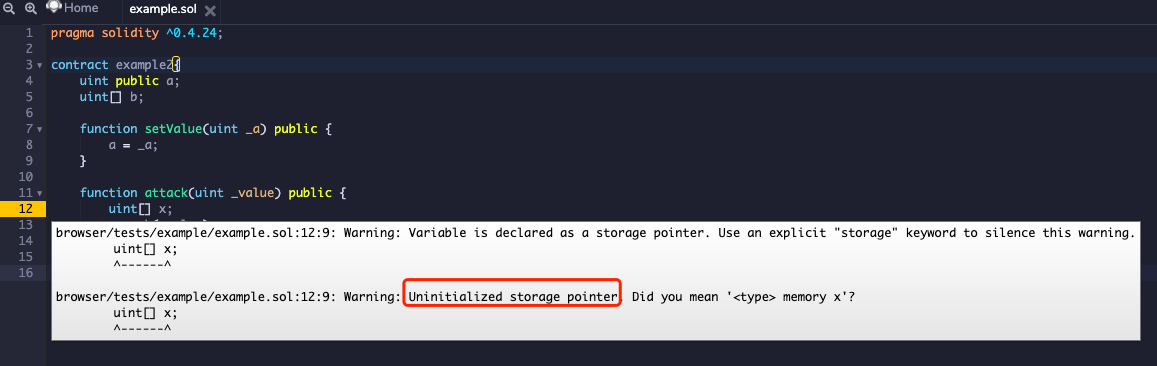 Home
example.sol
1 pragma solidity ^0.4.24;
2
3 contract example2{
4 uint public a;
5 uint[] b;
6
7 function setValue(uint _a) public {
8 a = _a;
9 }
10
11 function attack(uint _value) public {
12 uint[] x;
13
14
15
16
browser/tests/example/example.sol:12:9: Warning: Variable is declared as a storage pointer. Use an explicit "storage" keyword to silence this warning.
uint[] x;
^------^
browser/tests/example/example.sol:12:9: Warning: Uninitialized storage pointer. Did you mean '<type> memory x'?
uint[] x;
^------^